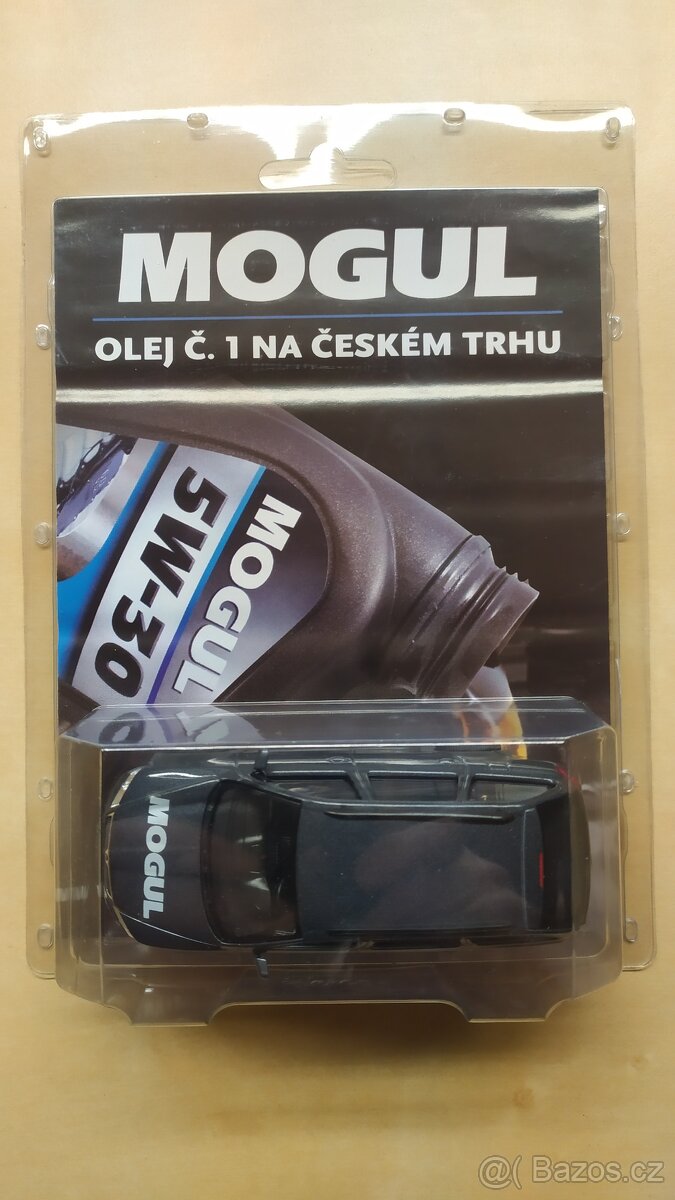 MOGUL
OLEJ Č. 1 NA ČESKÉM TRHU
5W-30
MOGUL
MOGUL
@( Bazos.cz